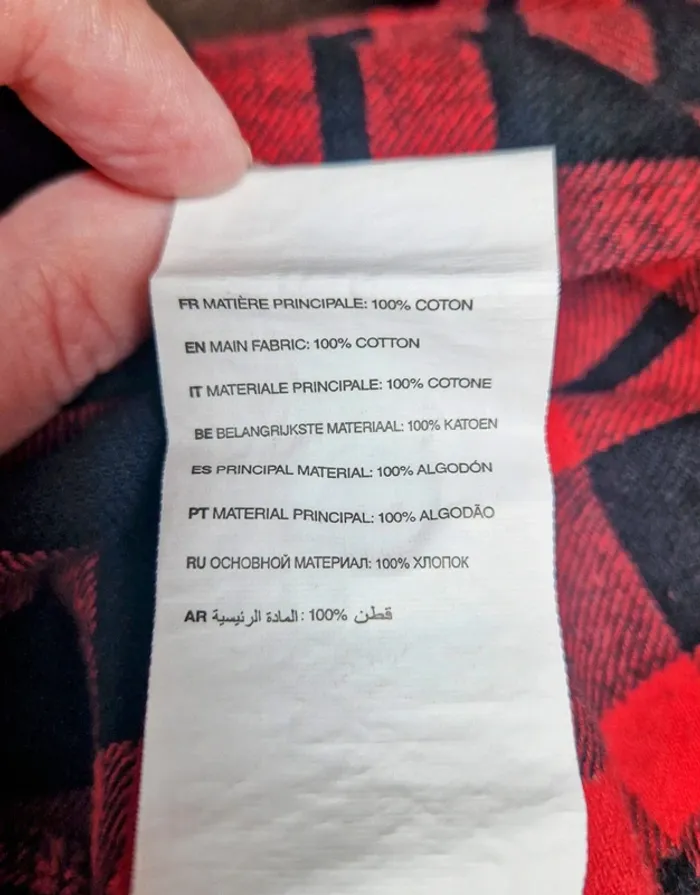 FR MATIÈRE PRINCIPALE: 100% COTON
EN MAIN FABRIC: 100% COTTON
IT MATERIALE PRINCIPALE: 100% COTONE
BE BELANGRIJKSTE MATERIAAL: 100% KATOEN
ES PRINCIPAL MATERIAL: 100% ALGODÓN
PT MATERIAL PRINCIPAL: 100% ALGODÃO
RU ОСНОВНОЙ МАТЕРИАЛ: 100% ХЛОПОК
AR المادة الرئيسية: 100% قطن